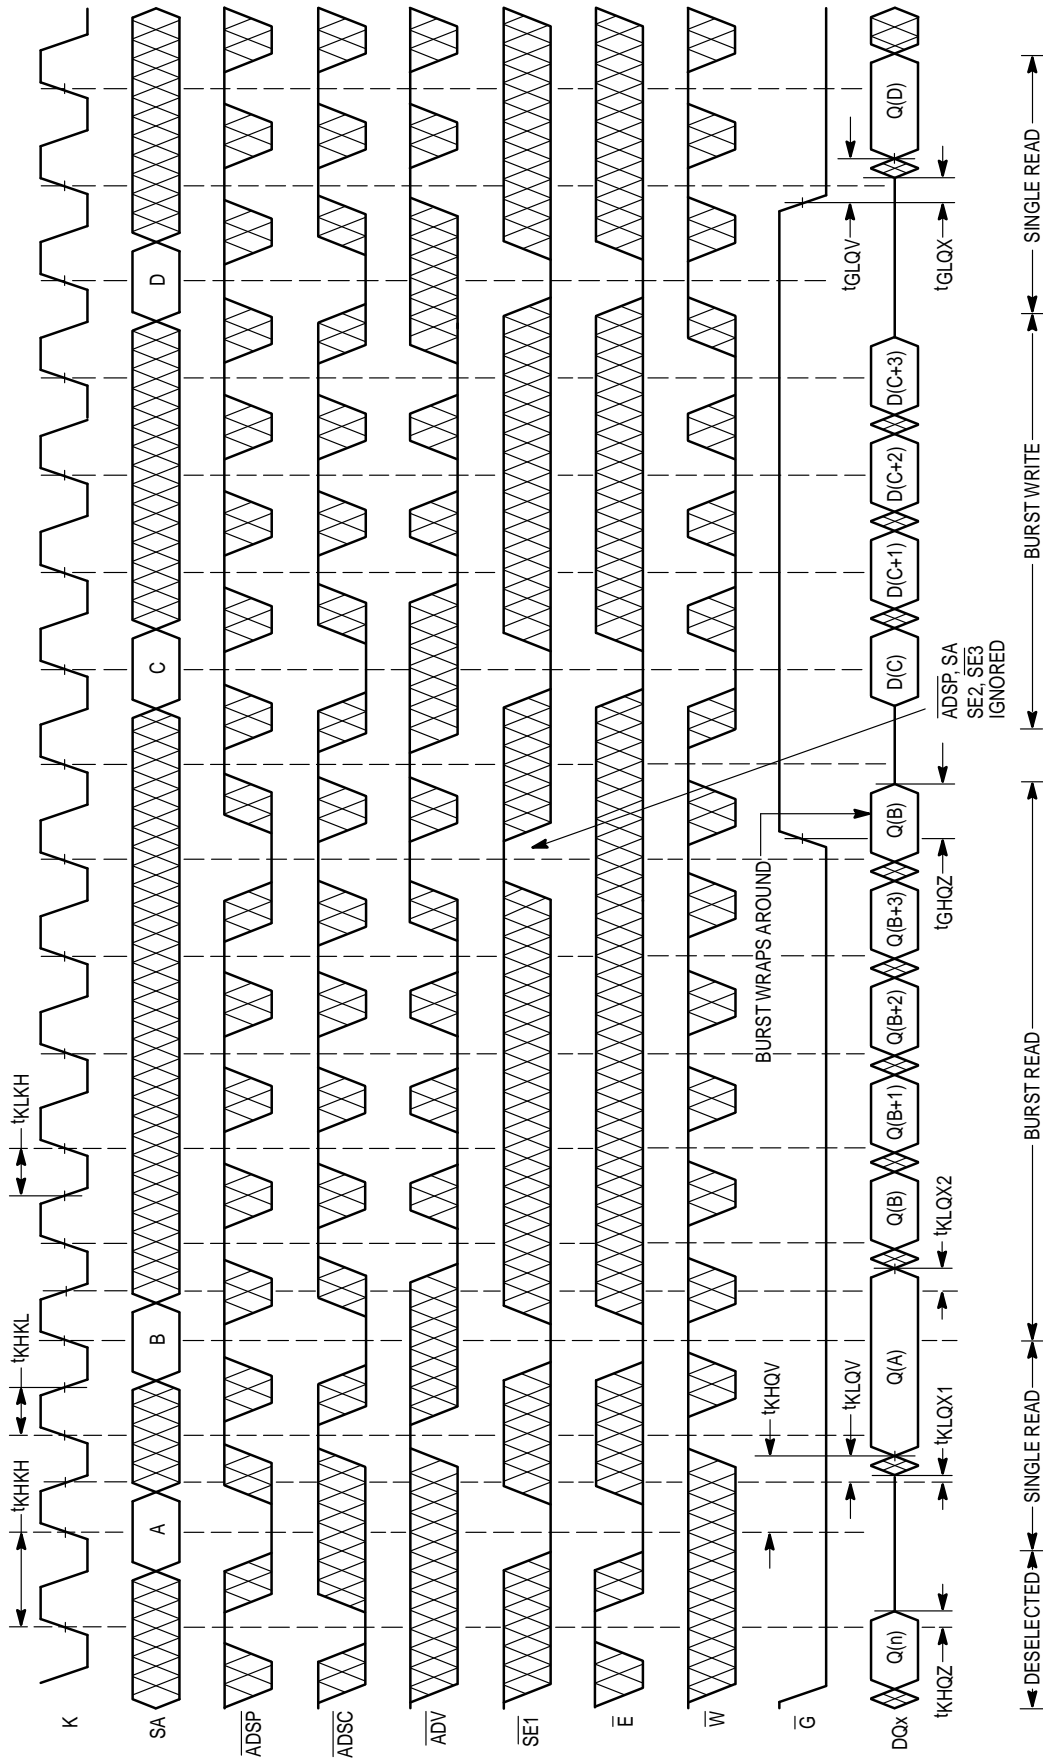 tKHKH
tKHKL
tKLKH
K
SA
A
B
C
D
ADSP
ADSC
ADV
SE1
E
W
G
tKHQV
tKLQV
BURST WRAPS AROUND
tGLQV
DQx
Q(n)
Q(A)
Q(B)
Q(B+1)
Q(B+2)
Q(B+3)
Q(B)
D(C)
D(C+1)
D(C+2)
D(C+3)
Q(D)
tKHQZ
tKLQX1
tKLQX2
tGHQZ
ADSP, SA
SE2, SE3
IGNORED
tGLQX
DESELECTED
SINGLE READ
BURST READ
BURST WRITE
SINGLE READ